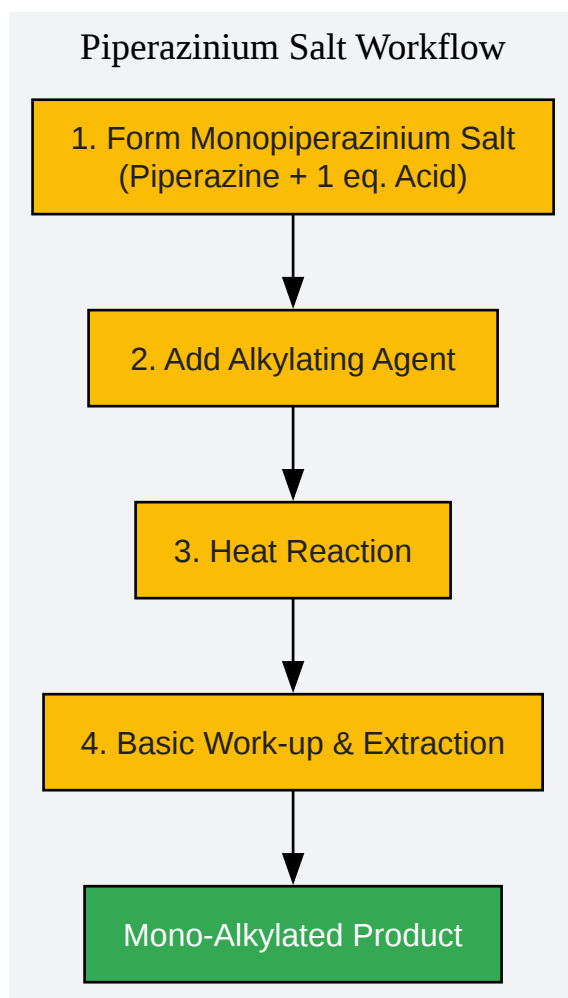 Piperazinium Salt Workflow
1. Form Monopiperazinium Salt
(Piperazine + 1 eq. Acid)
2. Add Alkylating Agent
3. Heat Reaction
4. Basic Work-up & Extraction
Mono-Alkylated Product